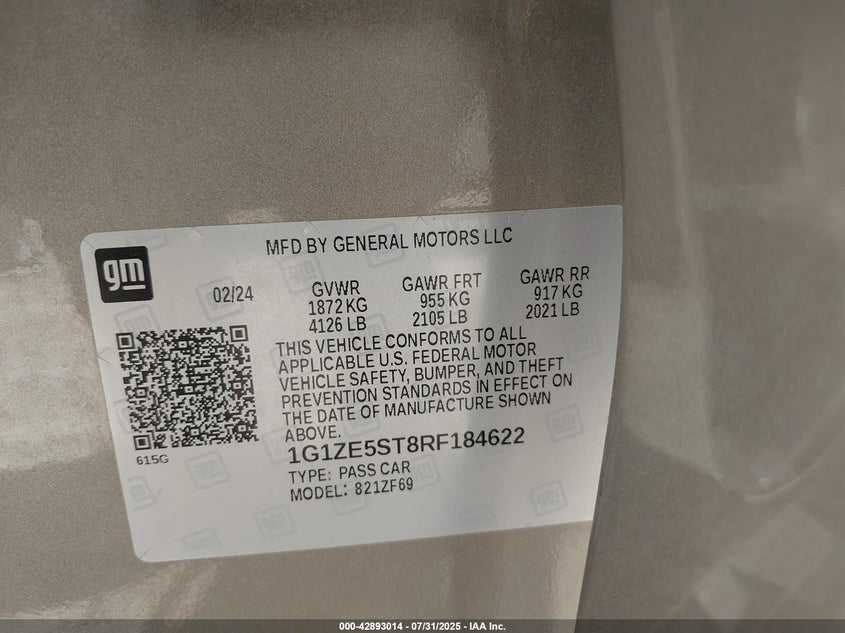 gm
MFD BY GENERAL MOTORS LLC
02/24
GVWR
1872 KG
4126 LB
GAWR FRT
955 KG
2105 LB
GAWR RR
917 KG
2021 LB
THIS VEHICLE CONFORMS TO ALL
APPLICABLE U.S. FEDERAL MOTOR
VEHICLE SAFETY, BUMPER, AND THEFT
PREVENTION STANDARDS IN EFFECT ON
THE DATE OF MANUFACTURE SHOWN
ABOVE.
615G
1G1ZE5ST8RF184622
TYPE: PASS CAR
MODEL: 821ZF69
000-42893014 - 07/31/2025 - IAA Inc.